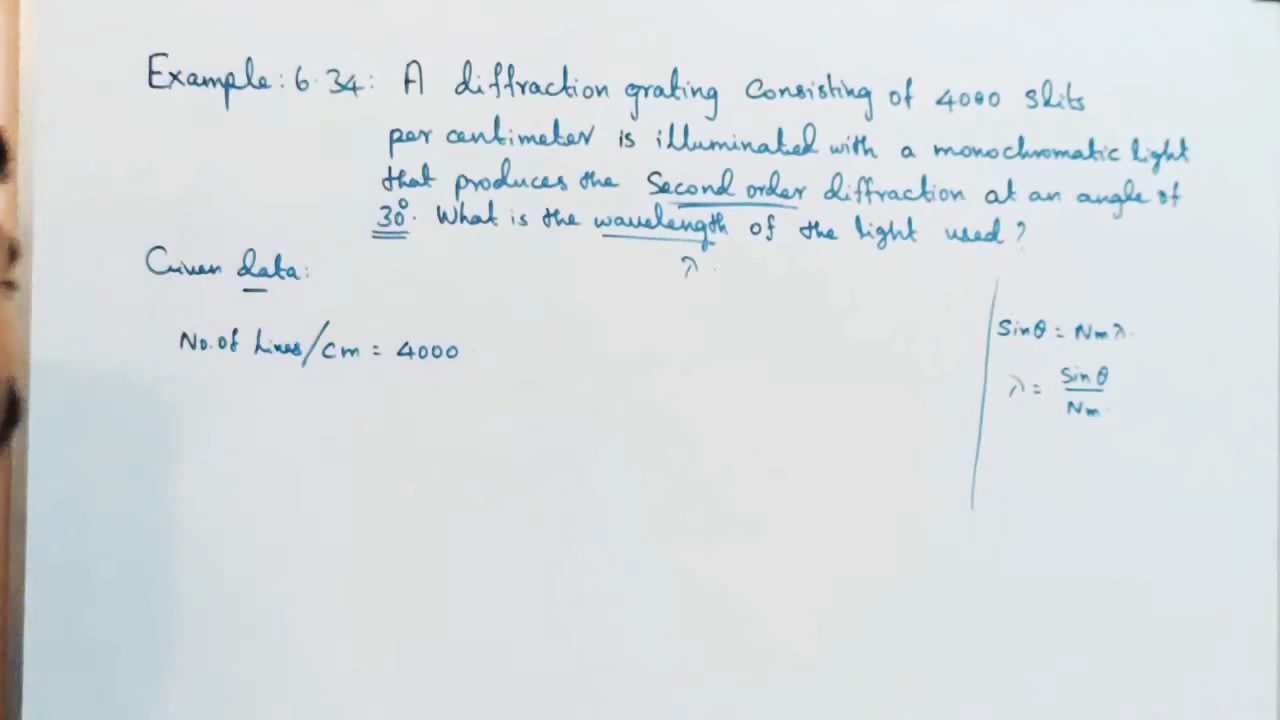 Example: 6.34: A diffraction grating consisting of 4000 slits
per centimeter is illuminated with a monochromatic light
that produces the Second order diffraction at an angle of
30°. What is the wavelength of the light used?
λ.
Given data:
No. of Lines/cm = 4000
Sinθ = Nmλ.
λ = Sinθ
Nm